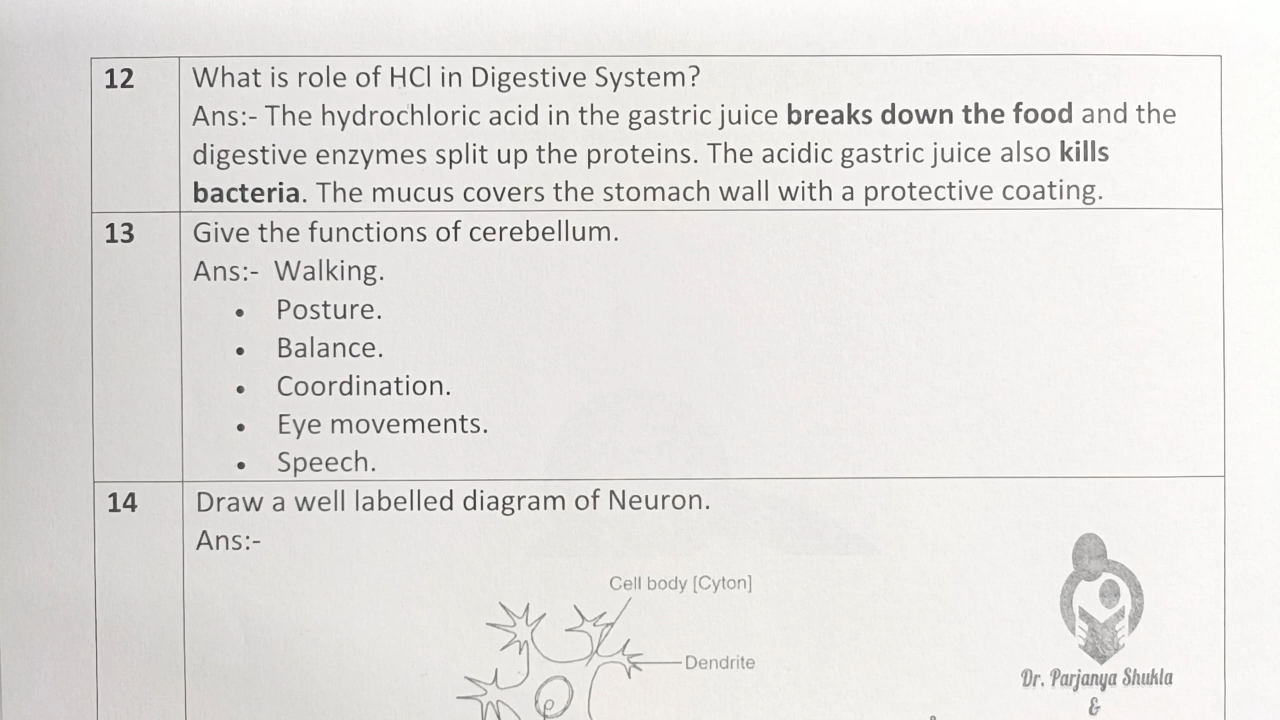 12 What is role of HCl in Digestive System?
Ans:- The hydrochloric acid in the gastric juice breaks down the food and the
digestive enzymes split up the proteins. The acidic gastric juice also kills
bacteria. The mucus covers the stomach wall with a protective coating.
13 Give the functions of cerebellum.
Ans:- Walking.
• Posture.
• Balance.
• Coordination.
• Eye movements.
• Speech.
14 Draw a well labelled diagram of Neuron.
Ans:-
Cell body [Cyton]
Dendrite
Dr. Parjanya Shukla
&